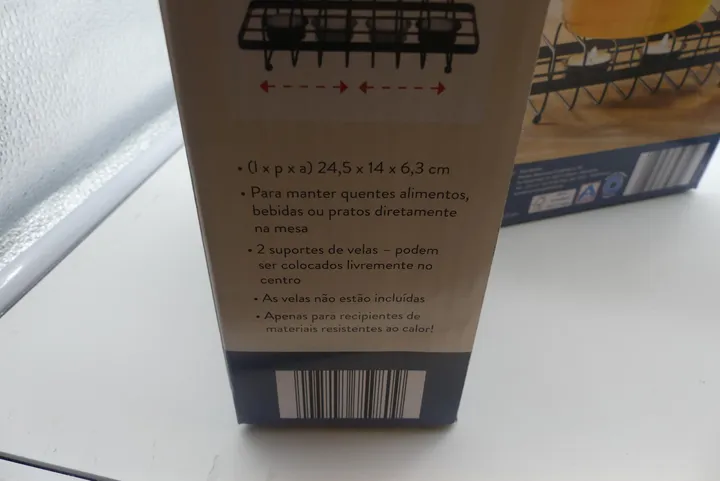 • (l x p x a) 24,5 x 14 x 6,3 cm
• Para manter quentes alimentos,
bebidas ou pratos diretamente
na mesa
• 2 suportes de velas – podem
ser colocados livremente no
centro
• As velas não estão incluídas
• Apenas para recipientes de
materiais resistentes ao calor!